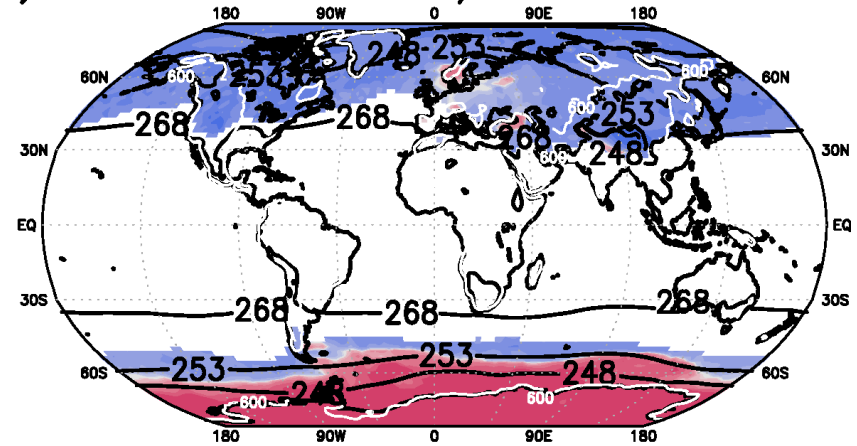 180 90W 0 90E 180
248 253
60N 600 253 600 60N
600 253
268 268 268
30N 600 248 30N
EQ EQ
30S 268 268 268 30S
253 253
60S 248 248 60S
600 600
180 90W 0 90E 180